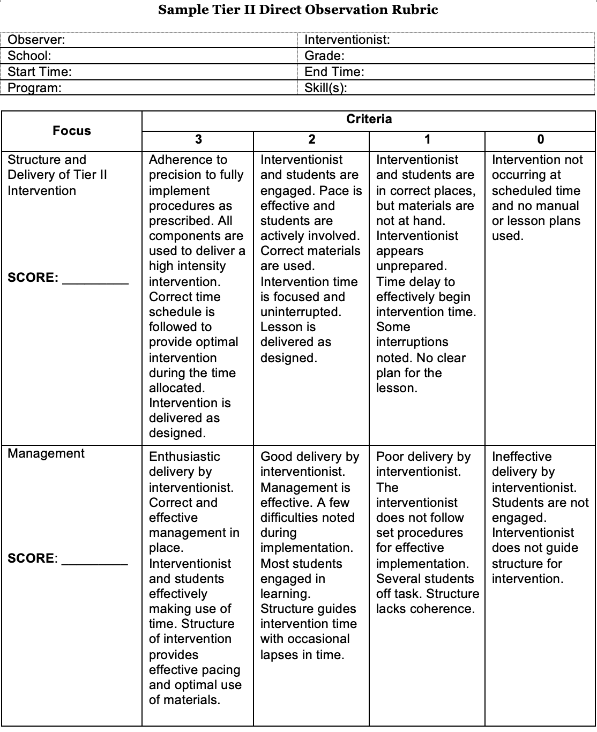 Sample Tier II Direct Observation Rubric
Observer:
Interventionist:
School:
Grade:
Start Time:
End Time:
Program:
Skill(s):
Focus
Criteria
3
2
1
0
Structure and
Delivery of Tier II
Intervention
SCORE: _________
Adherence to
precision to fully
implement
procedures as
prescribed. All
components are
used to deliver a
high intensity
intervention.
Correct time
schedule is
followed to
provide optimal
intervention
during the time
allocated.
Intervention is
delivered as
designed.
Interventionist
and students are
engaged. Pace is
effective and
students are
actively involved.
Correct materials
are used.
Intervention time
is focused and
uninterrupted.
Lesson is
delivered as
designed.
Interventionist
and students are
in correct places,
but materials are
not at hand.
Interventionist
appears
unprepared.
Time delay to
effectively begin
intervention time.
Some
interruptions
noted. No clear
plan for the
lesson.
Intervention not
occurring at
scheduled time
and no manual
or lesson plans
used.
Management
SCORE: _________
Enthusiastic
delivery by
interventionist.
Correct and
effective
management in
place.
Interventionist
and students
effectively
making use of
time. Structure
of intervention
provides
effective pacing
and optimal use
of materials.
Good delivery by
interventionist.
Management is
effective. A few
difficulties noted
during
implementation.
Most students
engaged in
learning.
Structure guides
intervention time
with occasional
lapses in time.
Poor delivery by
interventionist.
The
interventionist
does not follow
set procedures
for effective
implementation.
Several students
off task. Structure
lacks coherence.
Ineffective
delivery by
interventionist.
Students are not
engaged.
Interventionist
does not guide
structure for
intervention.